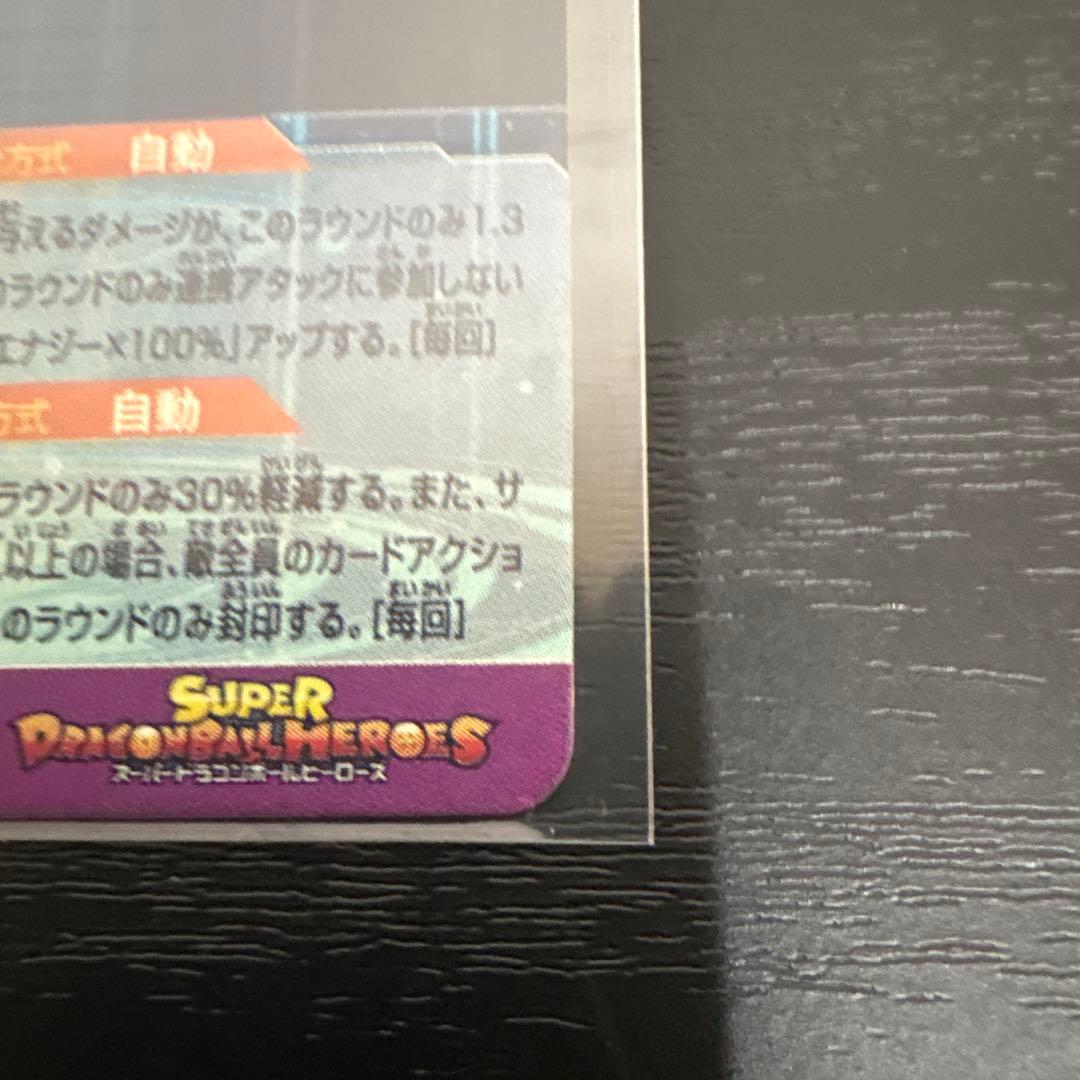 方式 自動
与えるダメージが、このラウンドのみ1.3
のラウンドのみ連携アタックに参加しない
エナジー×100%」アップする。[毎回]
方式 自動
ラウンドのみ30%軽減する。また、サ
以上の場合、敵全員のカードアクショ
のラウンドのみ封印する。[毎回]
SUPER
DRAGONBALL HEROES
スーパードラゴンボールヒーローズ